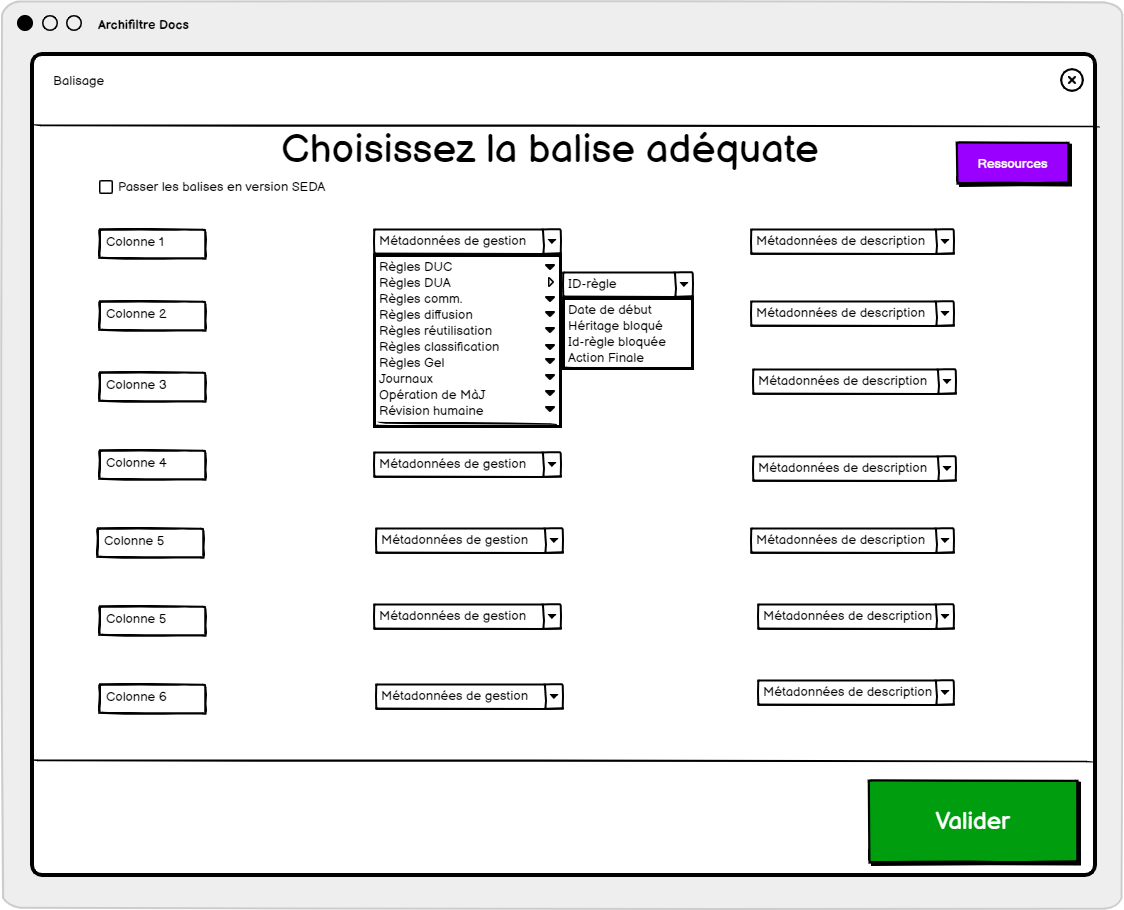 Archifiltre Docs
Balisage
Choisissez la balise adéquate
Ressources
Passer les balises en version SEDA
Colonne 1
Métadonnées de gestion
Métadonnées de description
Règles DUC
Règles DUA
Règles comm.
Règles diffusion
Règles réutilisation
Règles classification
Règles Gel
Journaux
Opération de MàJ
Révision humaine
ID-règle
Date de début
Héritage bloqué
Id-règle bloquée
Action Finale
Colonne 2
Métadonnées de description
Colonne 3
Métadonnées de description
Colonne 4
Métadonnées de gestion
Métadonnées de description
Colonne 5
Métadonnées de gestion
Métadonnées de description
Colonne 5
Métadonnées de gestion
Métadonnées de description
Colonne 6
Métadonnées de gestion
Métadonnées de description
Valider